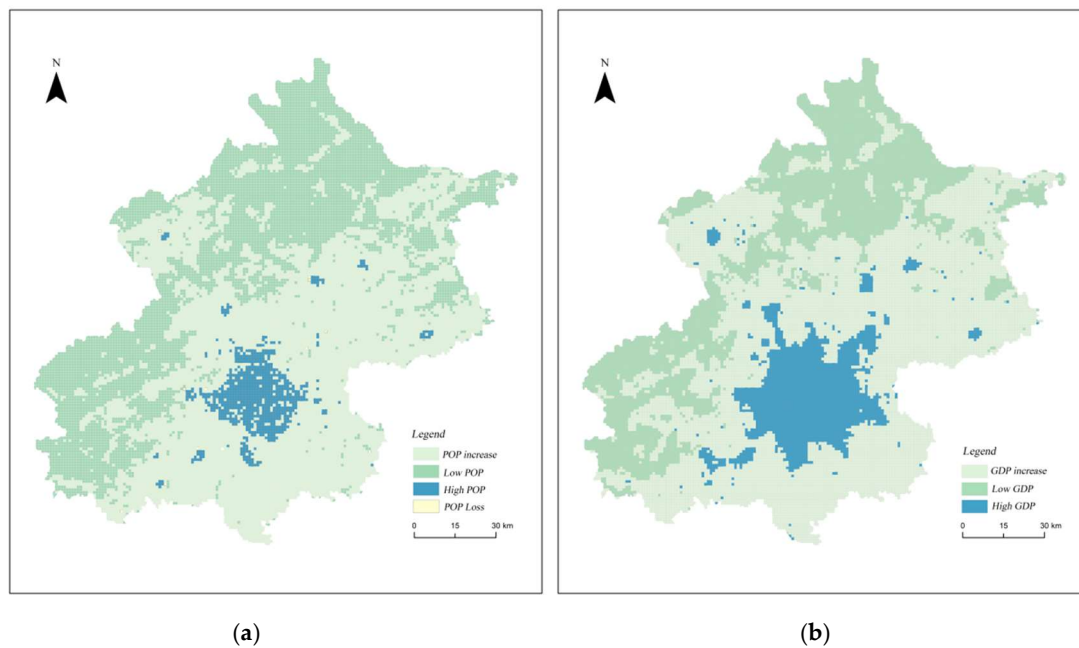 N
Legend
POP increase
Low POP
High POP
POP Loss
0 15 30 km
(a)
N
Legend
GDP increase
Low GDP
High GDP
0 15 30 km
(b)